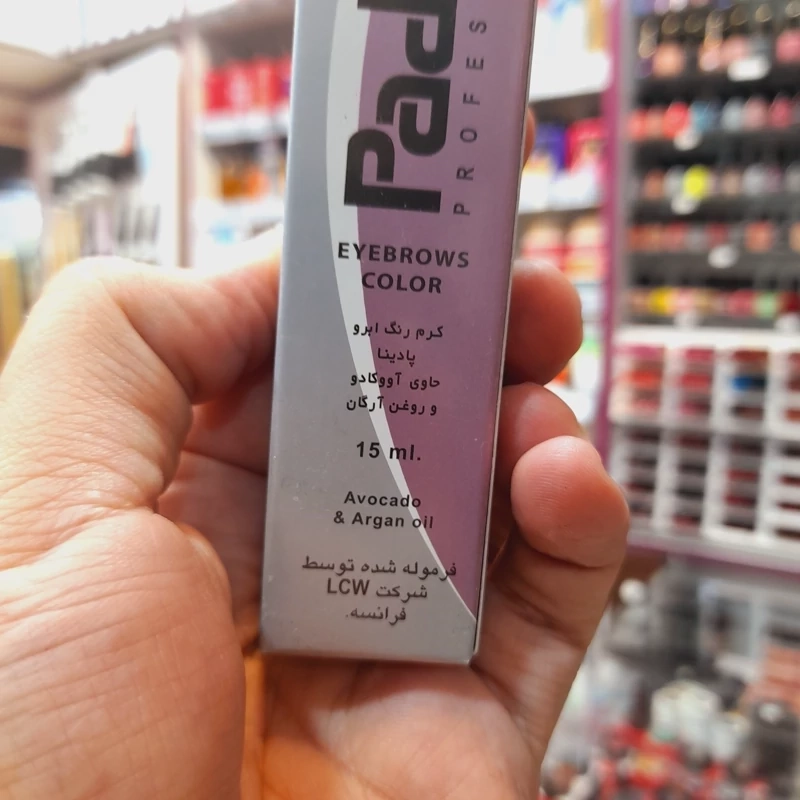 Pad
PROFES
EYEBROWS
COLOR
کرم رنگ ابرو
پادینا
حاوی آووکادو
و روغن آرگان
15 ml.
Avocado
& Argan oil
فرموله شده توسط
شرکت LCW
فرانسه.